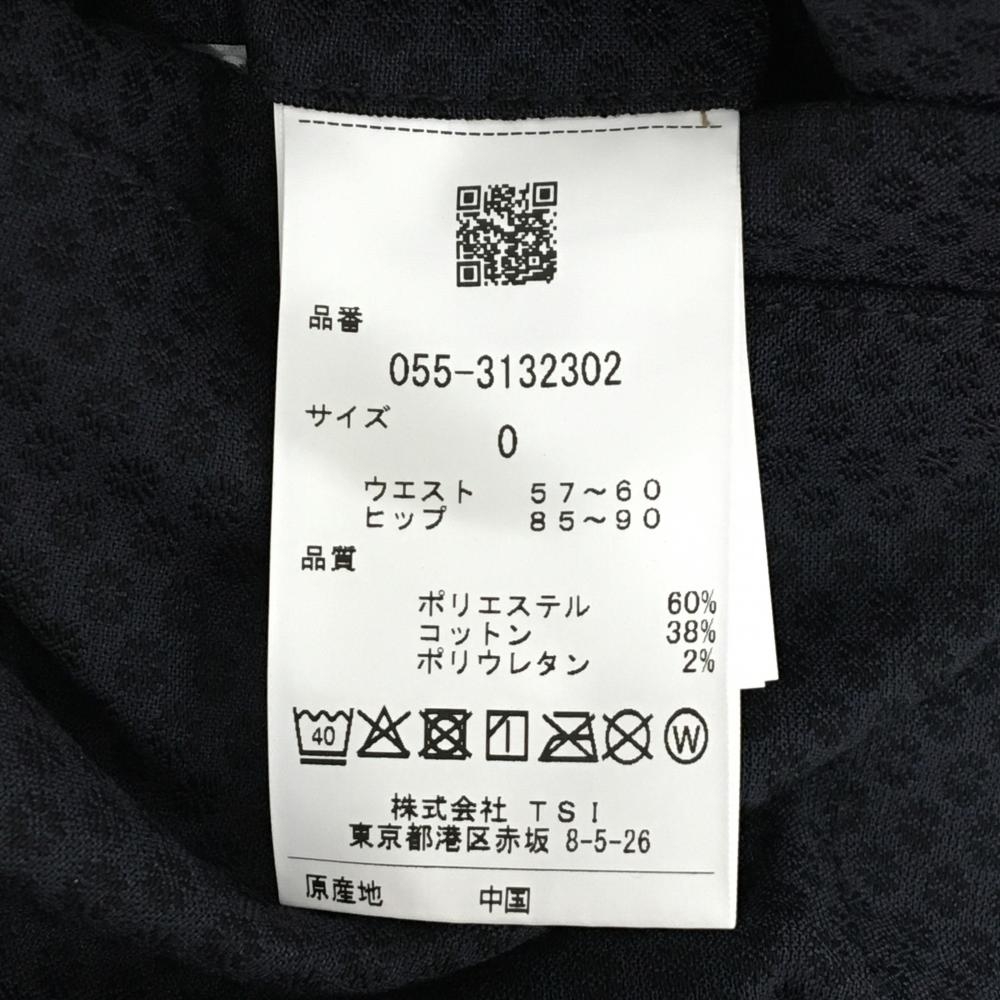 品番
055-3132302
サイズ
0
ウエスト 57～60
ヒップ 85～90
品質
ポリエステル 60%
コットン 38%
ポリウレタン 2%
40
W
株式会社 TSI
東京都港区赤坂 8-5-26
原産地 中国